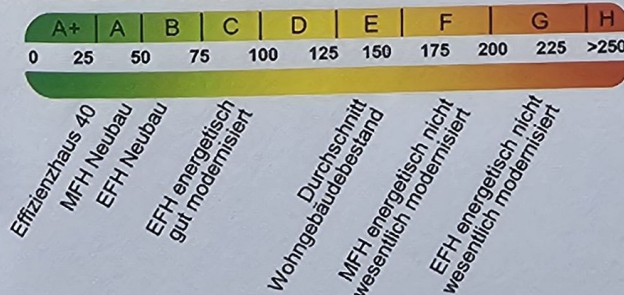 A+ A B C D E F G H
0 25 50 75 100 125 150 175 200 225 >250
Effizienzhaus 40
MFH Neubau
EFH Neubau
EFH energetisch
gut modernisiert
Durchschnitt
Wohngebäudebestand
MFH energetisch nicht
wesentlich modernisiert
EFH energetisch nicht
wesentlich modernisiert